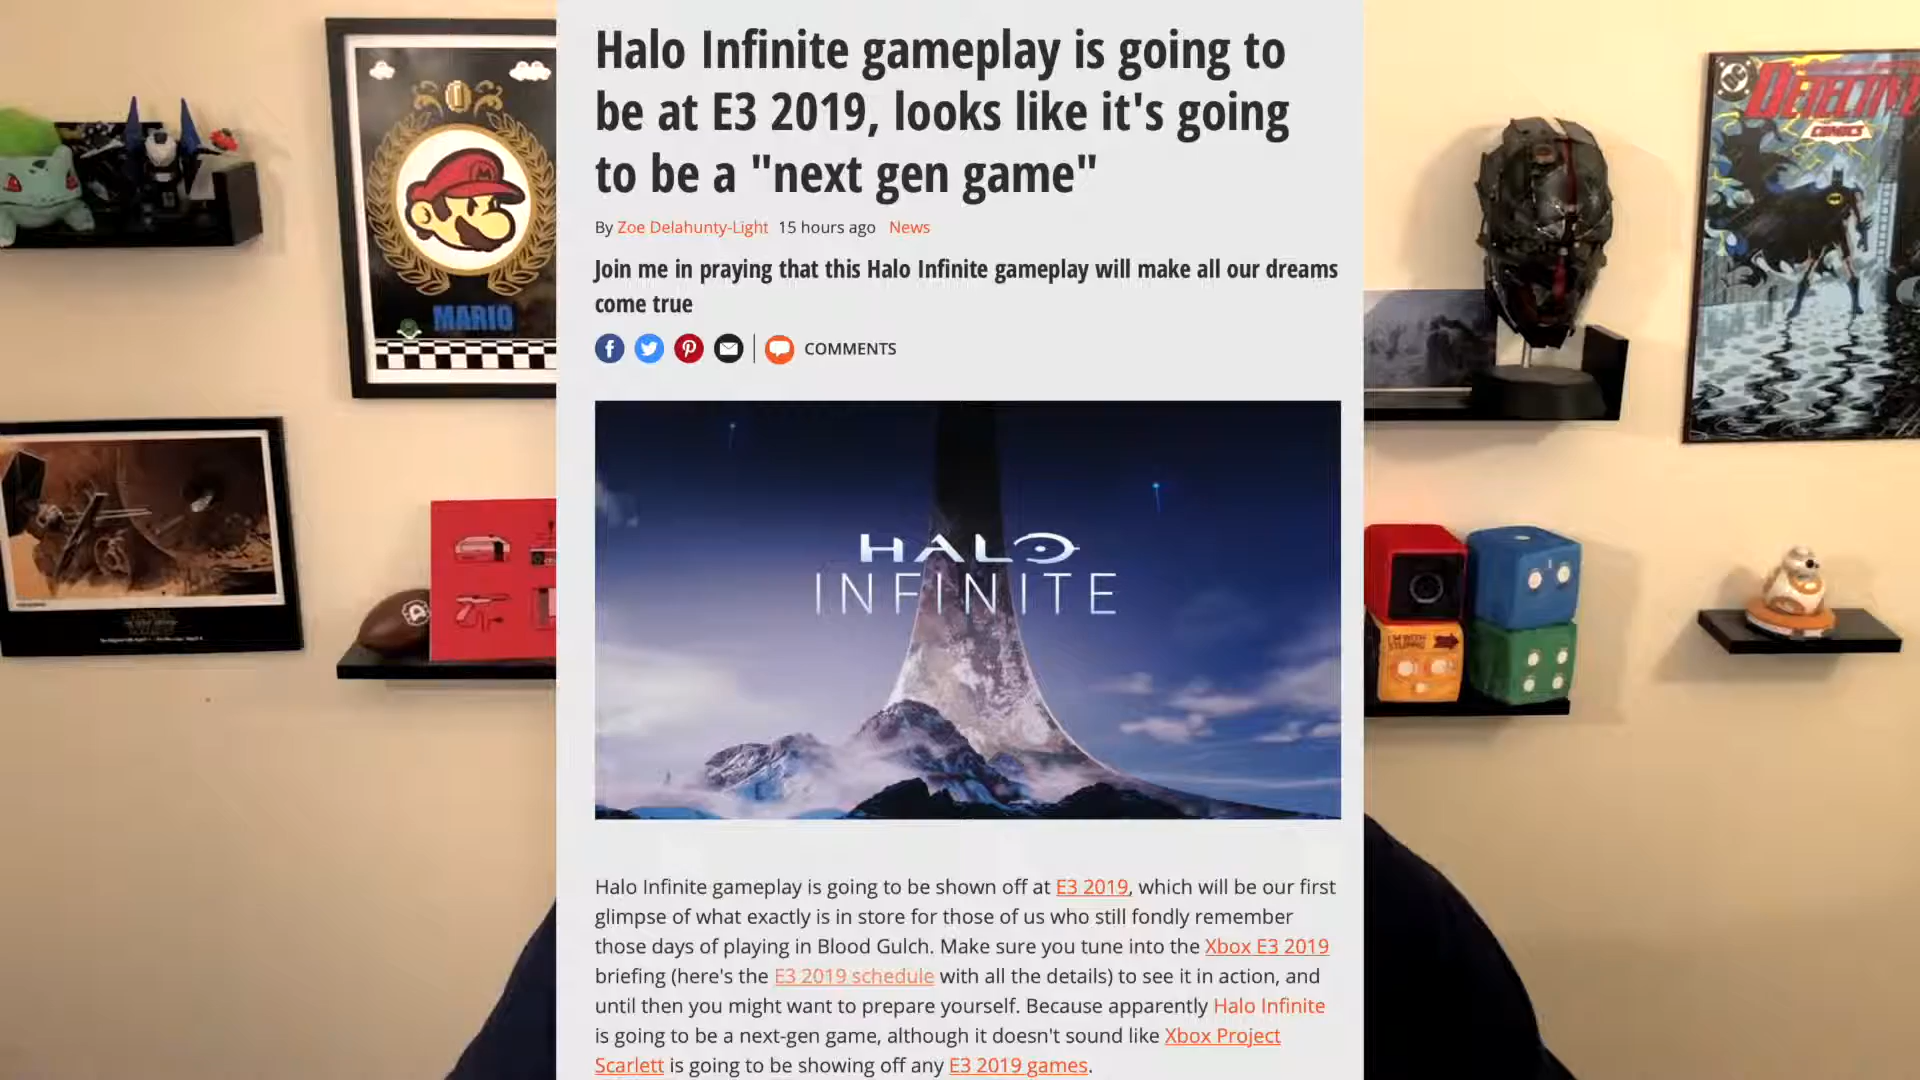 Halo Infinite gameplay is going to
be at E3 2019, looks like it's going
to be a "next gen game"
By Zoe Delahunty-Light 15 hours ago News
Join me in praying that this Halo Infinite gameplay will make all our dreams
come true
COMMENTS
HALO
INFINITE
Halo Infinite gameplay is going to be shown off at E3 2019, which will be our first
glimpse of what exactly is in store for those of us who still fondly remember
those days of playing in Blood Gulch. Make sure you tune into the Xbox E3 2019
briefing (here's the E3 2019 schedule with all the details) to see it in action, and
until then you might want to prepare yourself. Because apparently Halo Infinite
is going to be a next-gen game, although it doesn't sound like Xbox Project
Scarlett is going to be showing off any E3 2019 games.
MARIO
DC
DETECTIVE
COMICS
I'M WITH
STUPID